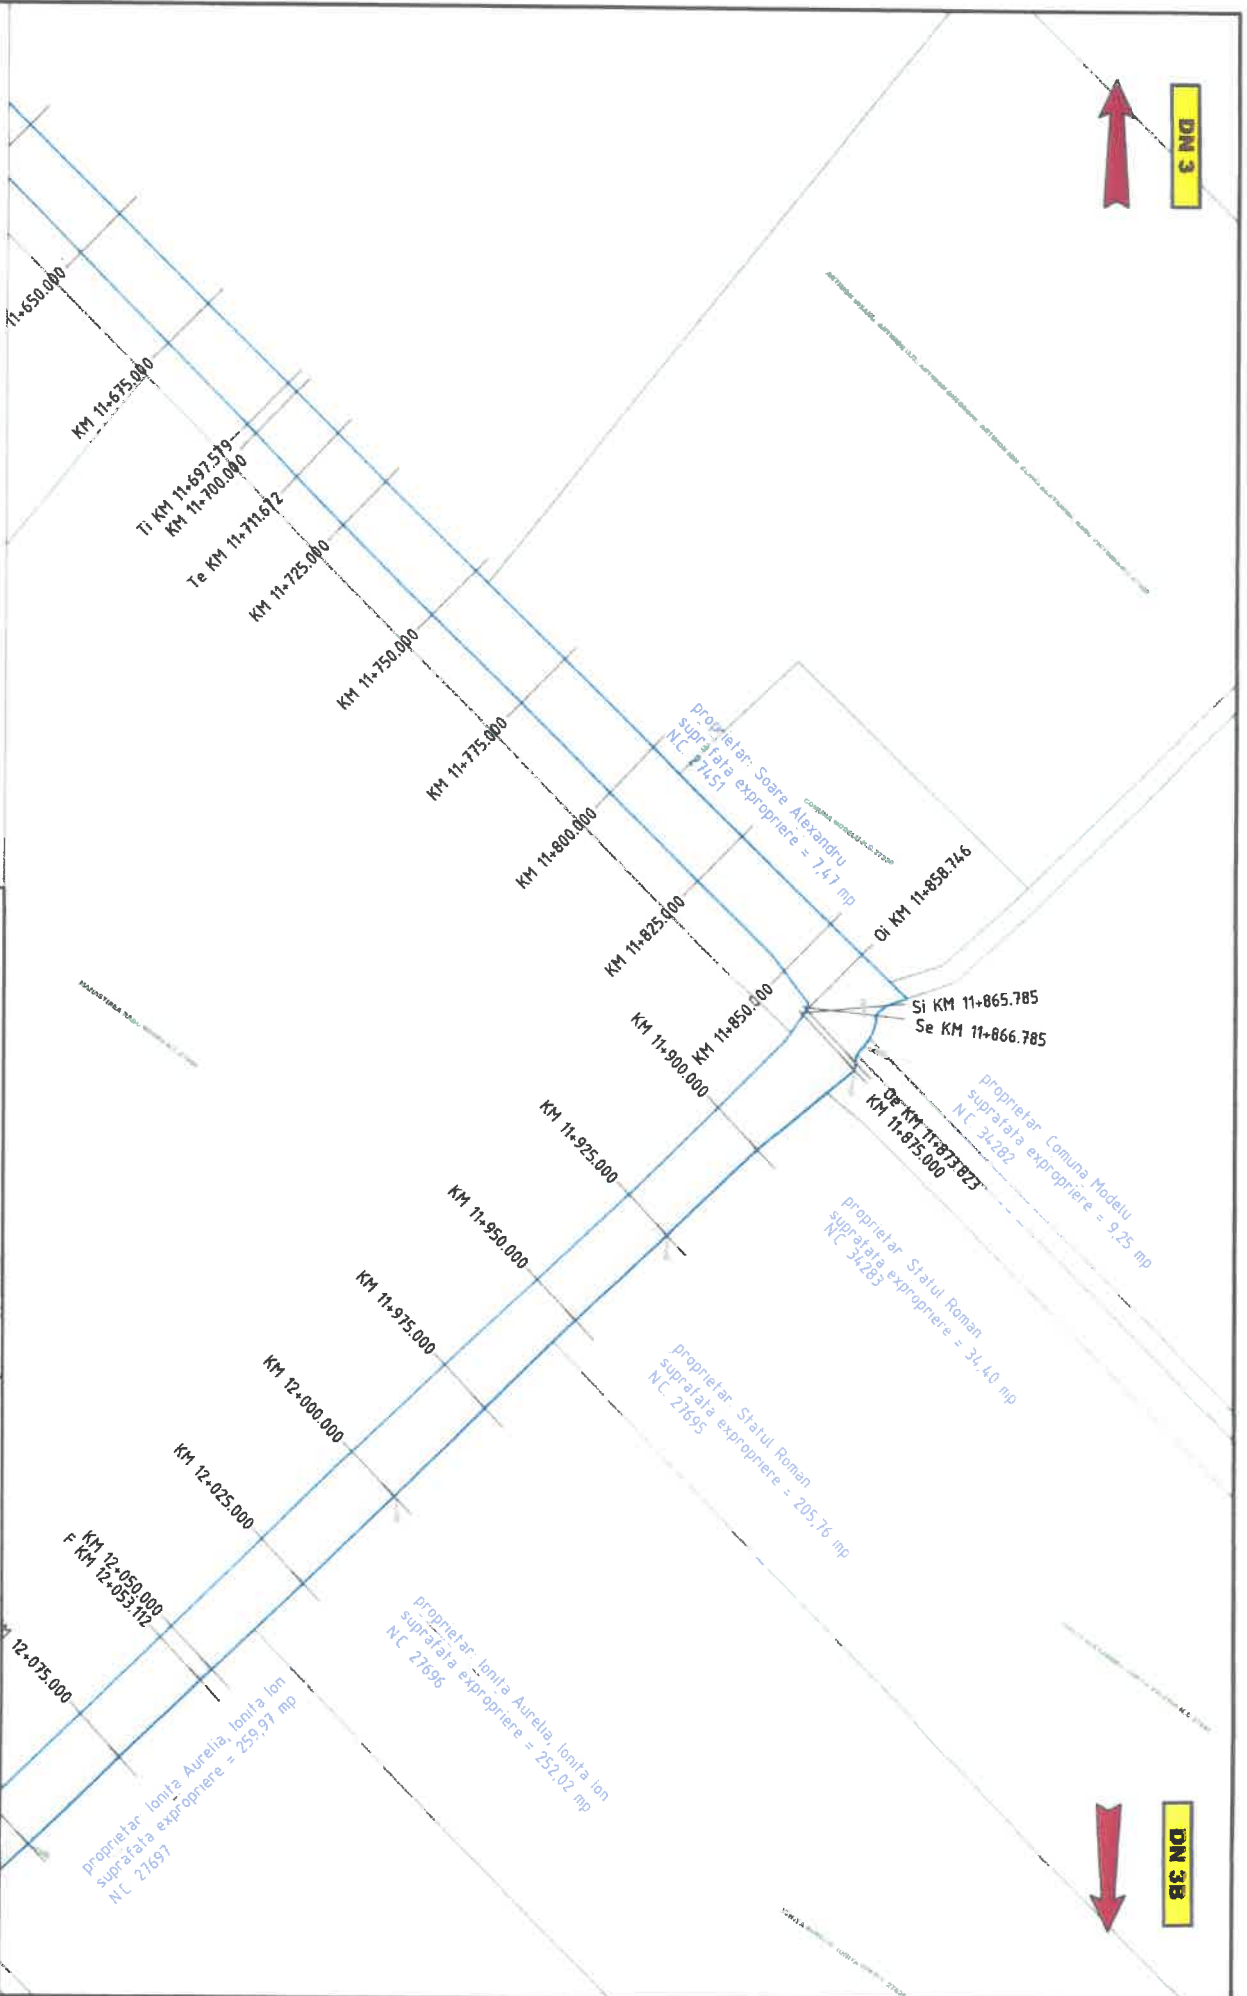 DN 3
11+650.000
KM 11+675.000
Ti KM 11+697.579
KM 11+700.000
Te KM 11+711.672
KM 11+725.000
KM 11+750.000
KM 11+775.000
KM 11+800.000
KM 11+825.000
KM 11+850.000
proprietar: Soare Alexandru
suprafata expropriere = 7,47 mp
N.C. 27451
Oi KM 11+858.746
Si KM 11+865.785
Se KM 11+866.785
Oe KM 11+873.823
KM 11+875.000
proprietar Comuna Modelu
suprafata expropriere = 9,25 mp
N.C. 34282
proprietar Statul Roman
suprafata expropriere = 34,40 mp
N.C. 34283
KM 11+900.000
KM 11+925.000
KM 11+950.000
KM 11+975.000
KM 12+000.000
KM 12+025.000
KM 12+050.000
F KM 12+053.112
12+075.000
proprietar Statul Roman
suprafata expropriere = 205,76 mp
N.C. 27695
proprietar Ionita Aurelia, Ionita Ion
suprafata expropriere = 252,02 mp
N.C. 27696
proprietar Ionita Aurelia, Ionita Ion
suprafata expropriere = 259,97 mp
N.C. 27697
DN 3B